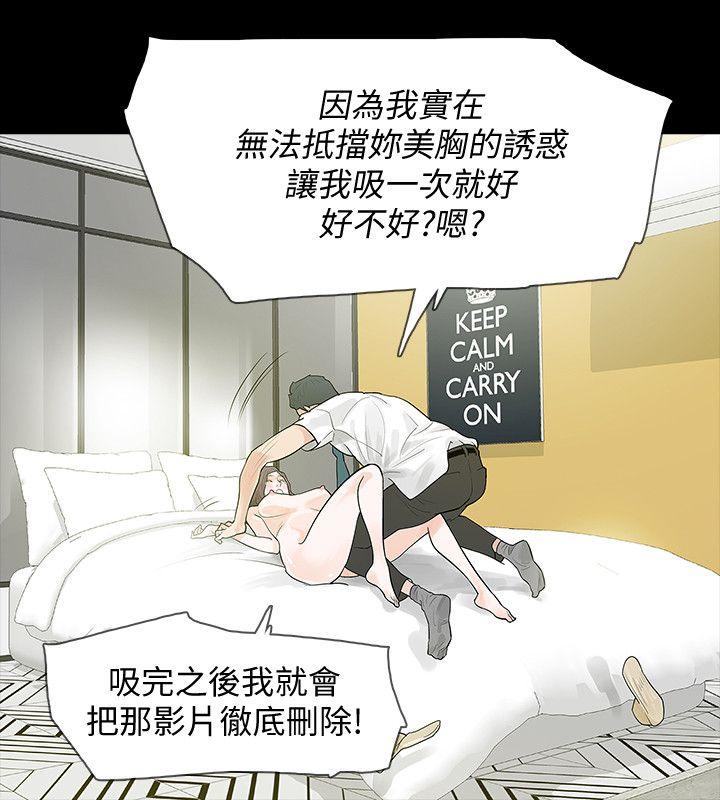 因為我實在
無法抵擋妳美胸的誘惑
讓我吸一次就好
好不好?嗯?
KEEP
CALM
AND
CARRY
ON
吸完之後我就會
把那影片徹底刪除!